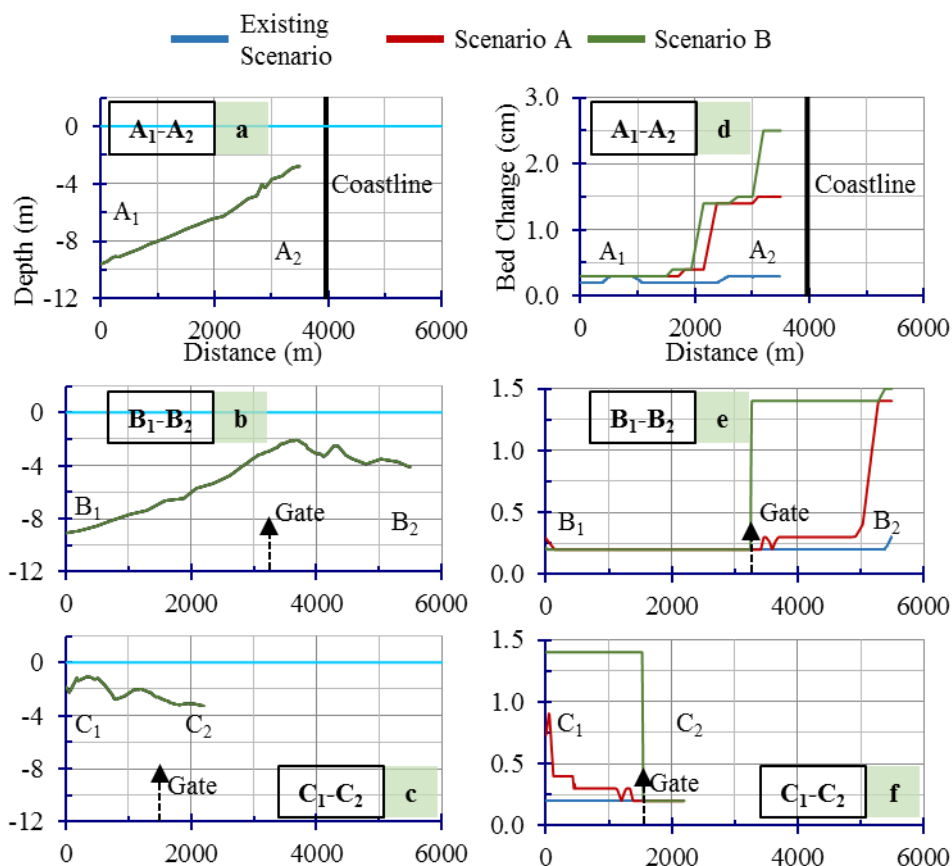 Existing Scenario
Scenario A
Scenario B
A₁-A₂ a
0
-4
-8
-12
Depth (m)
A₁
A₂
Coastline
0 2000 4000 6000
Distance (m)
A₁-A₂ d
3.0
2.4
1.8
1.2
0.6
0.0
Bed Change (cm)
A₁
A₂
Coastline
0 2000 4000 6000
Distance (m)
B₁-B₂ b
0
-4
-8
-12
B₁
Gate
B₂
0 2000 4000 6000
B₁-B₂ e
1.5
1.0
0.5
0.0
B₁
Gate
B₂
0 2000 4000 6000
0
-4
-8
-12
C₁
C₂
Gate
C₁-C₂ c
0 2000 4000 6000
1.5
1.0
0.5
0.0
C₁
C₂
Gate
C₁-C₂ f
0 2000 4000 6000